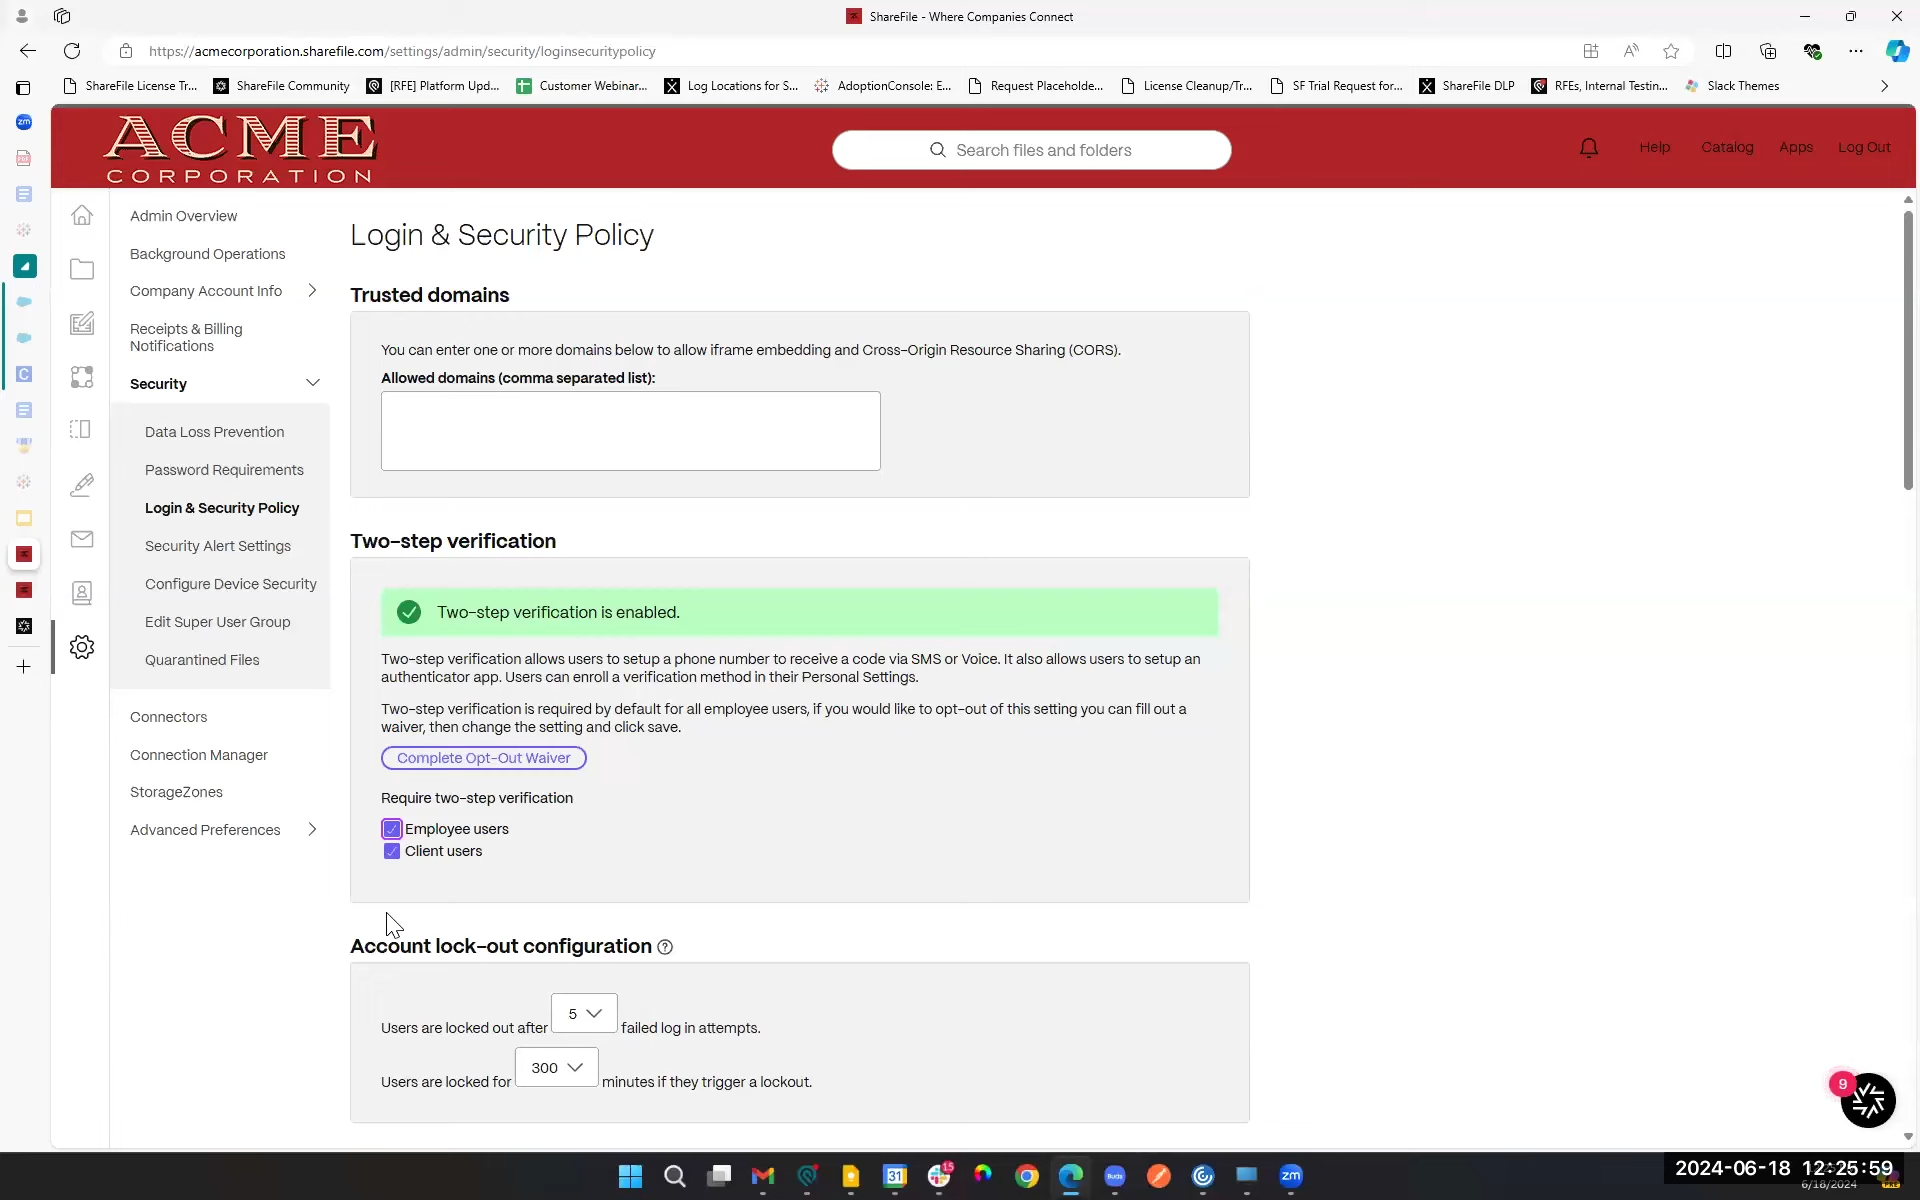 ShareFile - Where Companies Connect
https://acmecorporation.sharefile.com/settings/admin/security/loginsecuritypolicy
ShareFile License Tr...
ShareFile Community
[RFE] Platform Upd...
Customer Webinar...
Log Locations for S...
AdoptionConsole: E...
Request Placeholde...
License Cleanup/Tr...
SF Trial Request for...
ShareFile DLP
RFEs, Internal Testin...
Slack Themes
ACME
CORPORATION
Search files and folders
Help
Catalog
Apps
Log Out
Admin Overview
Background Operations
Company Account Info
Receipts & Billing
Notifications
Security
Data Loss Prevention
Password Requirements
Login & Security Policy
Security Alert Settings
Configure Device Security
Edit Super User Group
Quarantined Files
Connectors
Connection Manager
StorageZones
Advanced Preferences
Login & Security Policy
Trusted domains
You can enter one or more domains below to allow iframe embedding and Cross-Origin Resource Sharing (CORS).
Allowed domains (comma separated list):
Two-step verification
Two-step verification is enabled.
Two-step verification allows users to setup a phone number to receive a code via SMS or Voice. It also allows users to setup an
authenticator app. Users can enroll a verification method in their Personal Settings.
Two-step verification is required by default for all employee users, if you would like to opt-out of this setting you can fill out a
waiver, then change the setting and click save.
Complete Opt-Out Waiver
Require two-step verification
Employee users
Client users
Account lock-out configuration
Users are locked out after 5 failed log in attempts.
Users are locked for 300 minutes if they trigger a lockout.
9
zm
C
31
15
zm
2024-06-18 12:25:59
6/18/2024